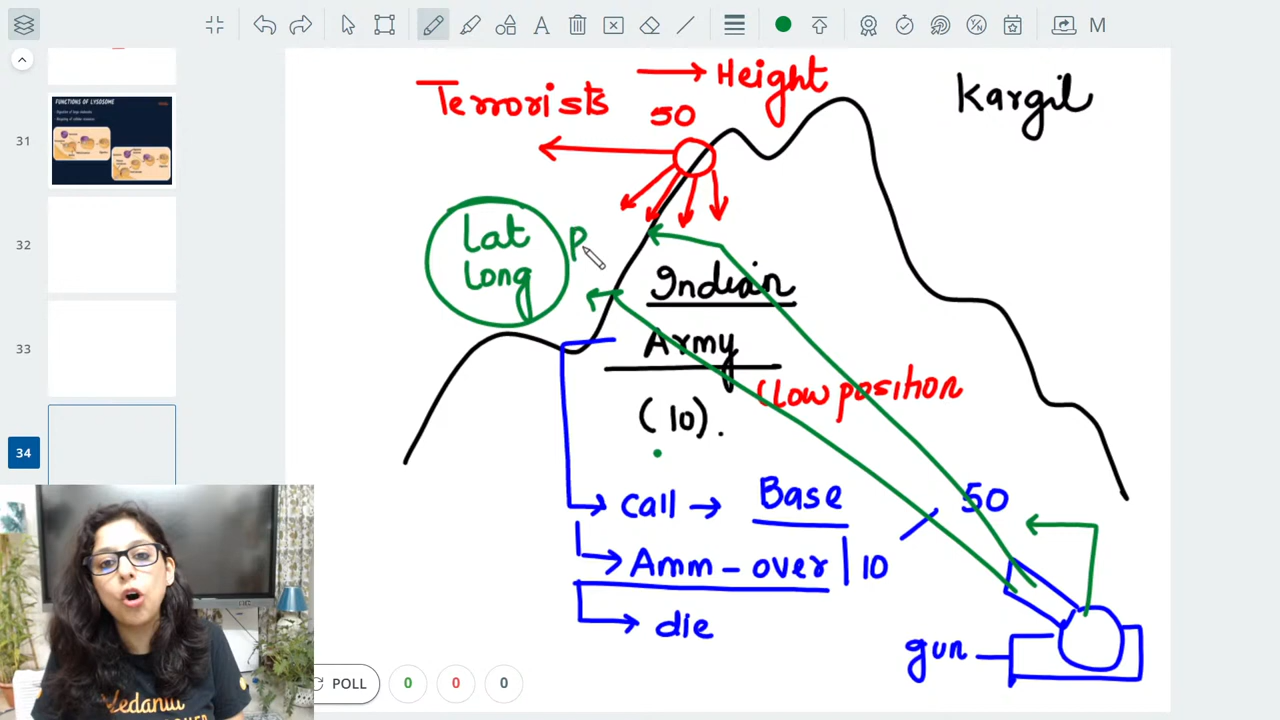 M
31
FUNCTIONS OF LYSOSOME
32
33
34
Terrorists
→ Height
50
Kargil
Lat
long
P
Indian
Army
(10).
(Low position
Call → Base
50
Amm - over | 10
die
gun
POLL
0
0
0
Vedantu